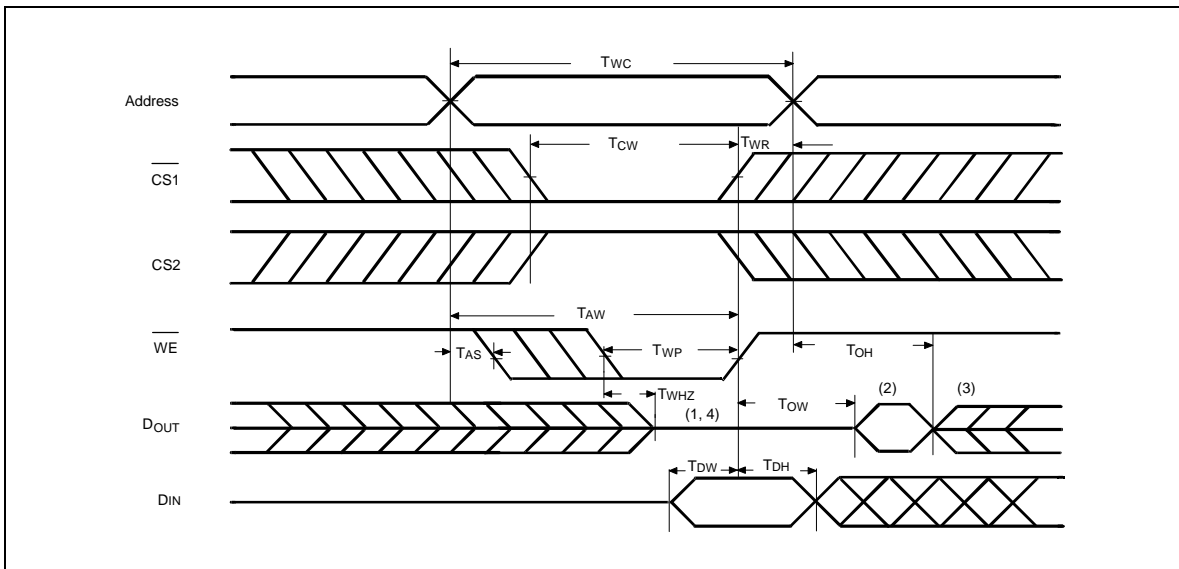 TWC
Address
TCW
TWR
CS1
CS2
TAW
WE
TAS
TWP
TOH
TWHZ
(1, 4)
TOW
(2)
(3)
DOUT
TDW
TDH
DIN